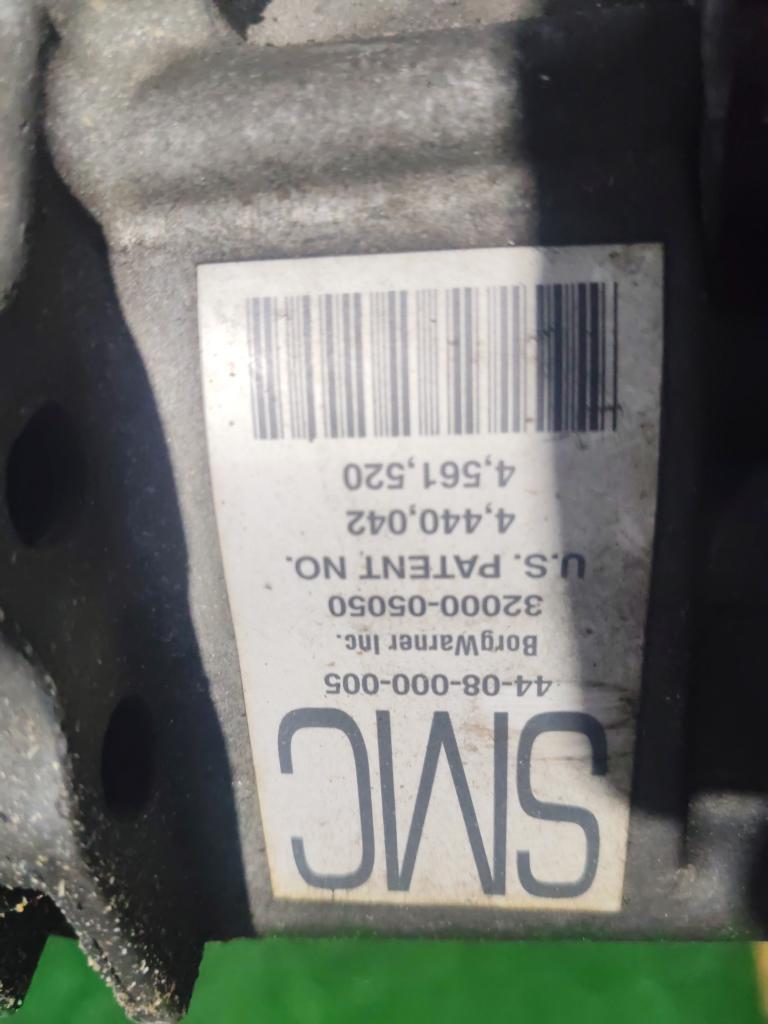 SMC
44-08-000-005
BorgWarner Inc.
32000-05050
U.S. PATENT NO.
4,440,042
4,561,520